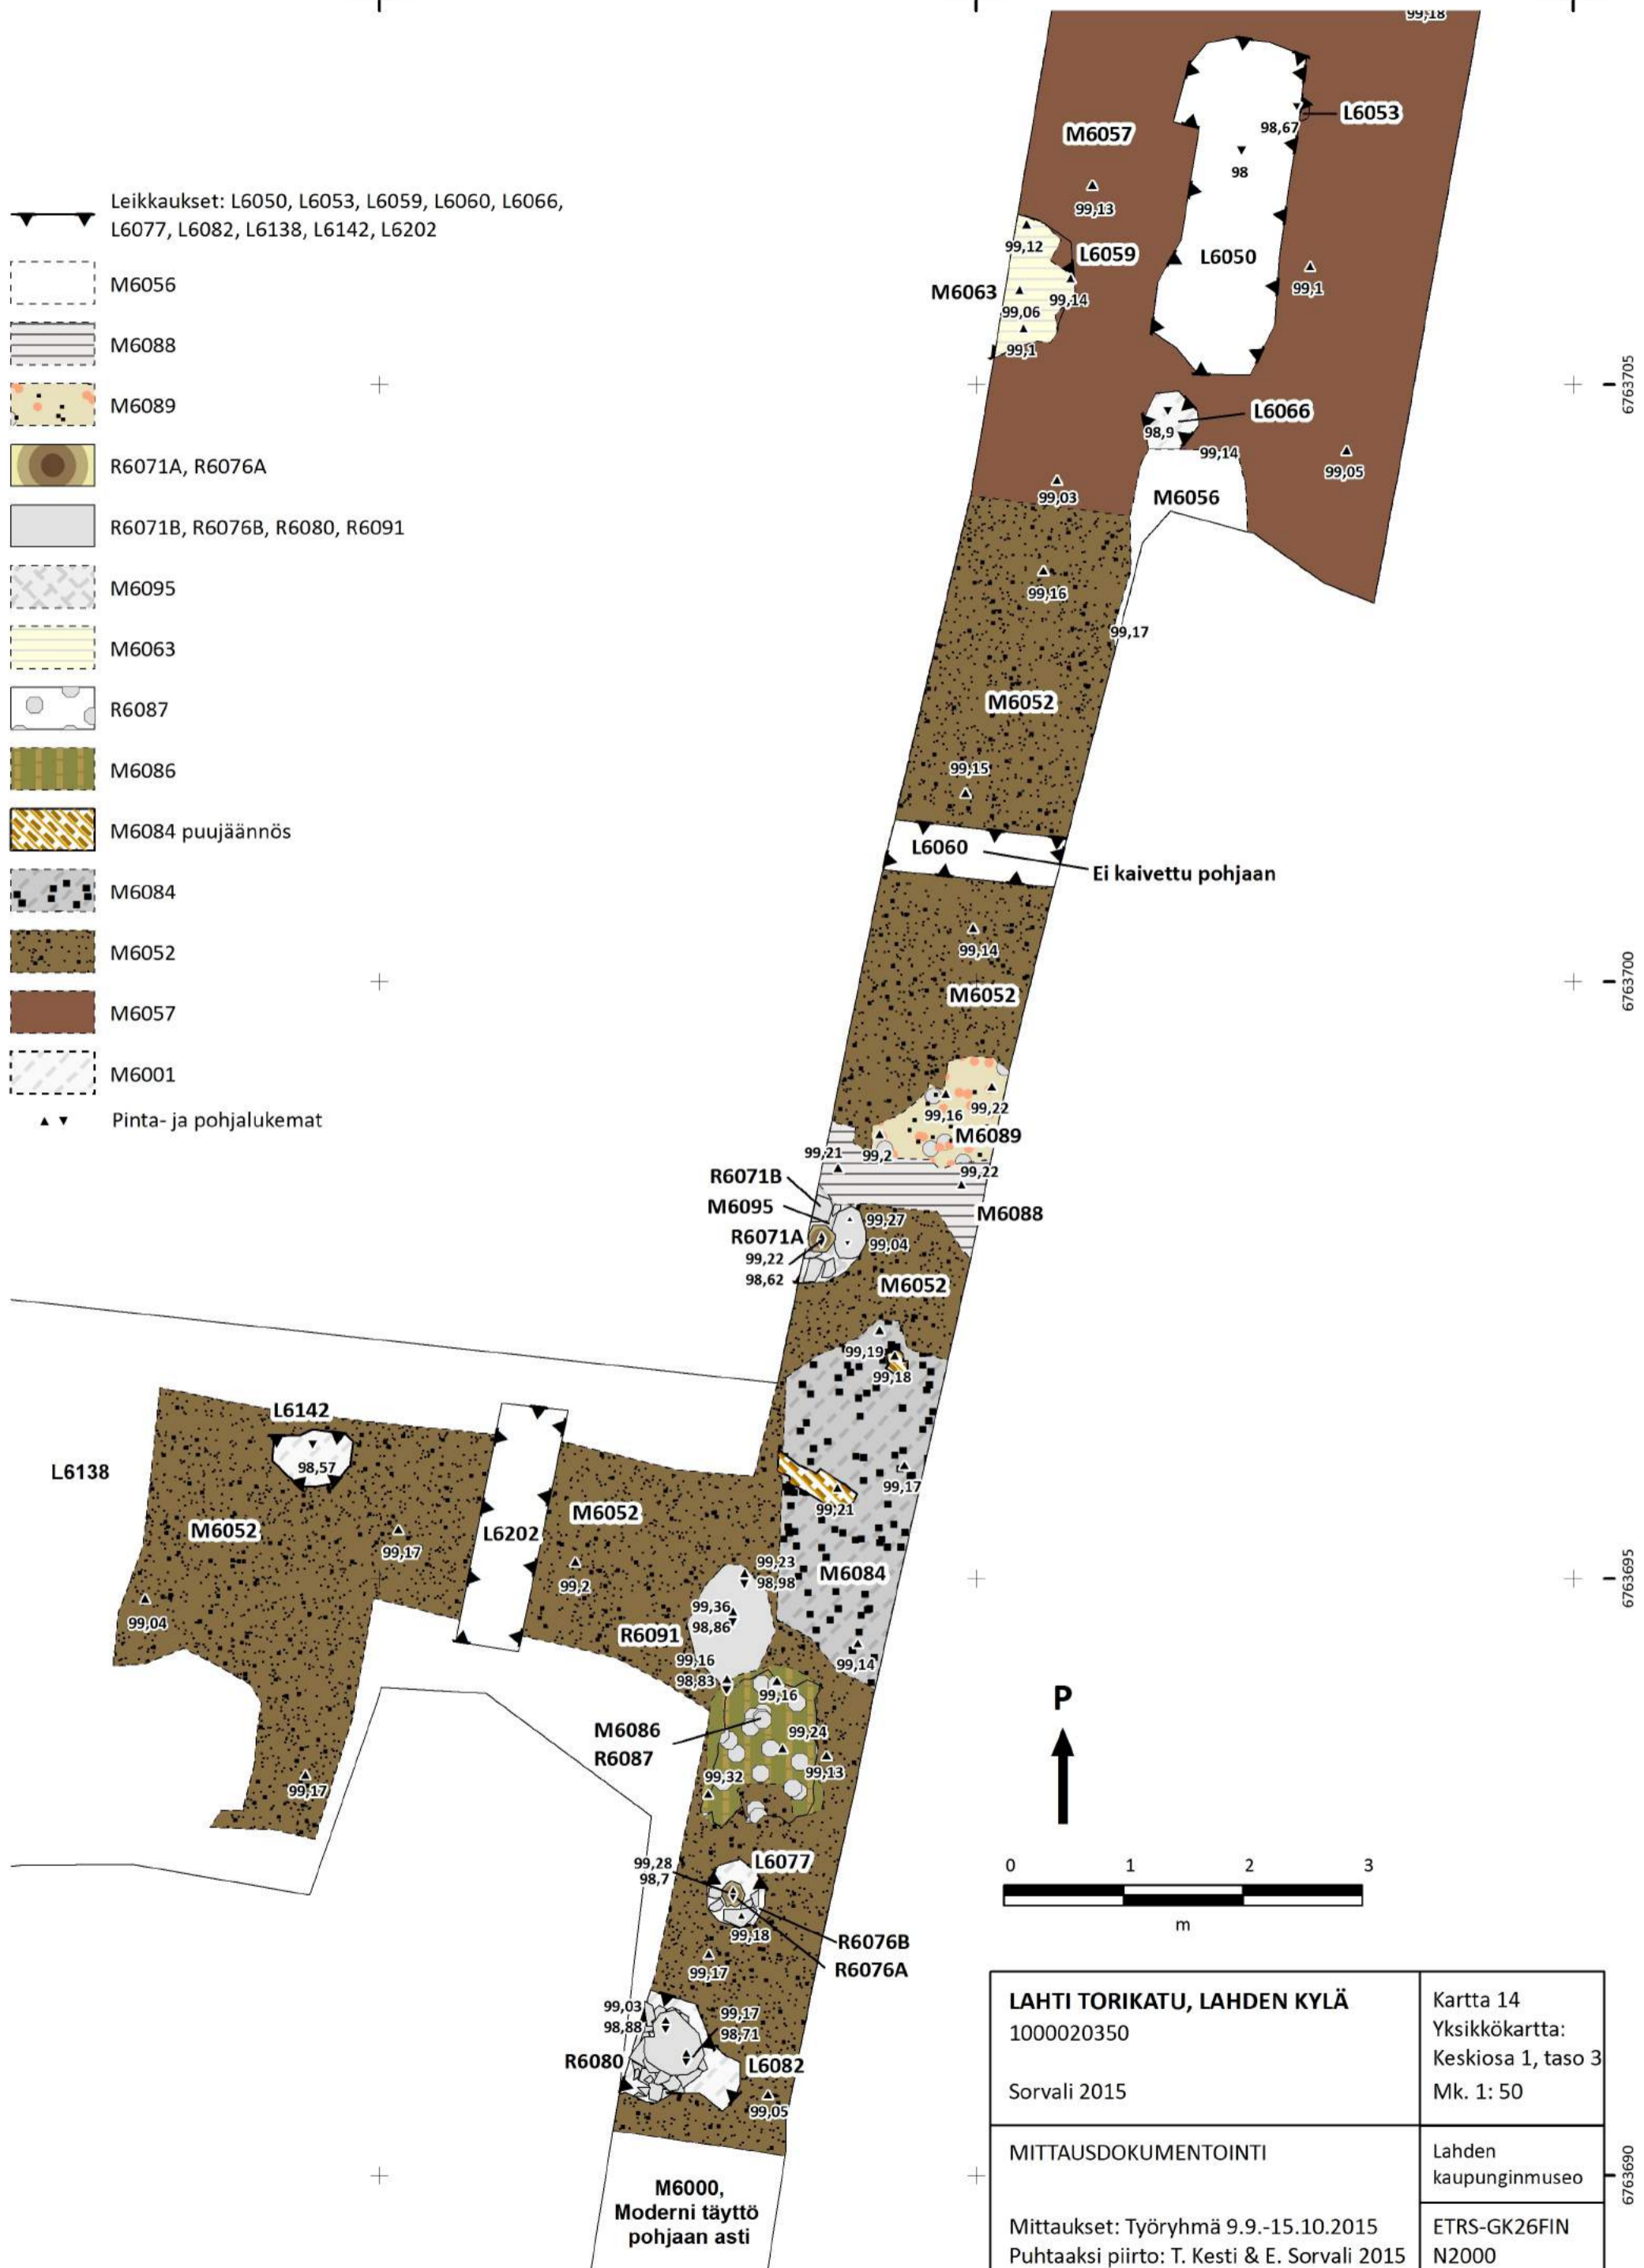 99,18
L6053
98,67
M6057
98
99,13
99,12
L6059
L6050
M6063
99,14
99,1
99,06
99,1
L6066
98,9
99,14
99,05
99,03
M6056
99,16
99,17
M6052
99,15
L6060
Ei kaivettu pohjaan
99,14
M6052
99,16
99,22
M6089
99,21
99,2
99,22
R6071B
M6095
M6088
99,27
R6071A
99,04
99,22
98,62
M6052
99,19
99,18
L6142
L6138
98,57
99,17
99,21
M6052
L6202
M6052
99,17
99,23
98,98
M6084
99,2
99,04
99,36
98,86
R6091
99,16
98,83
99,14
99,16
M6086
R6087
99,24
99,13
99,32
99,17
L6077
99,28
98,7
99,18
R6076B
R6076A
99,17
99,03
98,88
99,17
98,71
R6080
L6082
99,05
M6000,
Moderni täyttö
pohjaan asti
Leikkaukset: L6050, L6053, L6059, L6060, L6066,
L6077, L6082, L6138, L6142, L6202
M6056
M6088
M6089
R6071A, R6076A
R6071B, R6076B, R6080, R6091
M6095
M6063
R6087
M6086
M6084 puujäännös
M6084
M6052
M6057
M6001
Pinta- ja pohjalukemat
6763705
6763700
6763695
6763690
P
0 1 2 3
m
LAHTI TORIKATU, LAHDEN KYLÄ
1000020350
Sorvali 2015
Kartta 14
Yksikkökartta:
Keskiosa 1, taso 3
Mk. 1: 50
MITTAUSDOKUMENTOINTI
Mittaukset: Työryhmä 9.9.-15.10.2015
Puhtaaksi piirto: T. Kesti & E. Sorvali 2015
Lahden
kaupunginmuseo
ETRS-GK26FIN
N2000